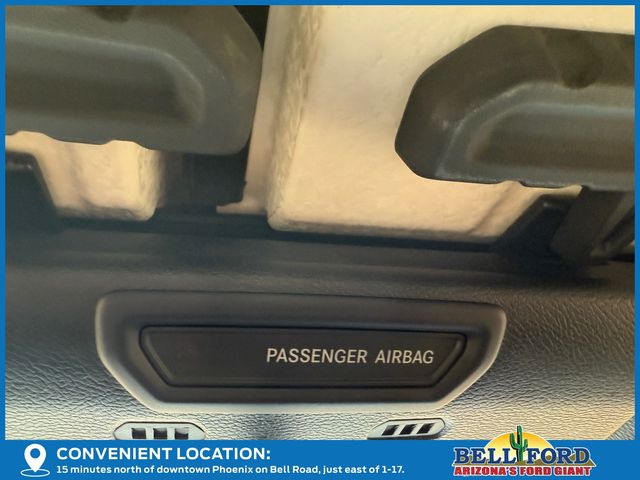 PASSENGER AIRBAG
CONVENIENT LOCATION:
15 minutes north of downtown Phoenix on Bell Road, just east of 1-17.
BELL FORD
ARIZONA'S FORD GIANT